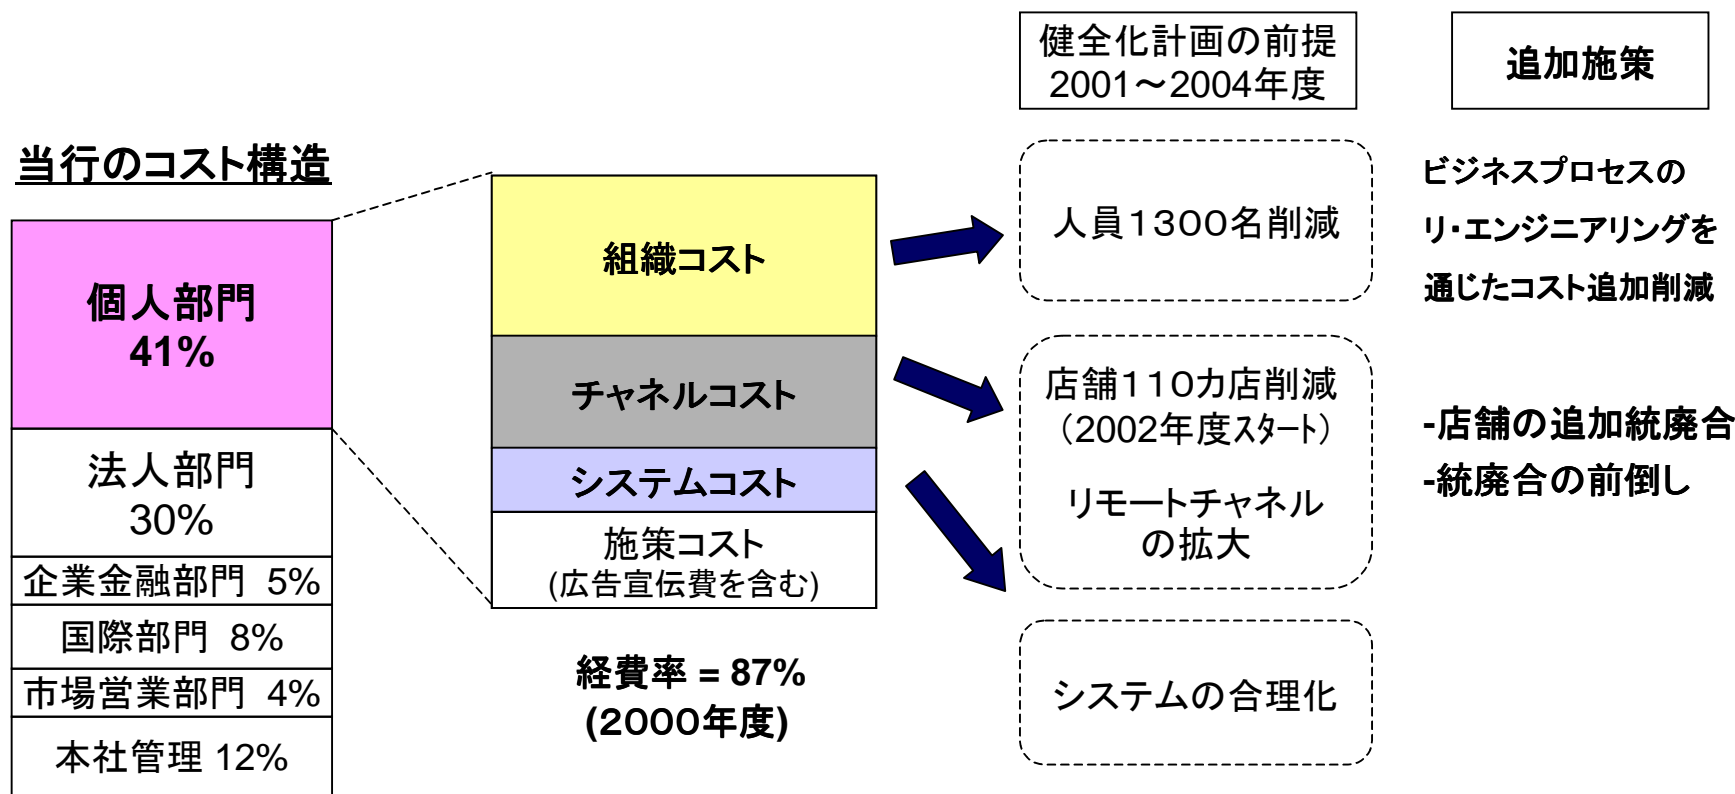 健全化計画の前提
2001～2004年度
追加施策
当行のコスト構造
個人部門
41%
法人部門
30%
企業金融部門 5%
国際部門 8%
市場営業部門 4%
本社管理 12%
組織コスト
チャネルコスト
システムコスト
施策コスト
(広告宣伝費を含む)
経費率 = 87%
(2000年度)
人員1300名削減
店舗110カ店削減
（2002年度ｽﾀｰﾄ）
リモートチャネル
の拡大
システムの合理化
ビジネスプロセスの
リ・エンジニアリングを
通じたコスト追加削減
-店舗の追加統廃合
-統廃合の前倒し